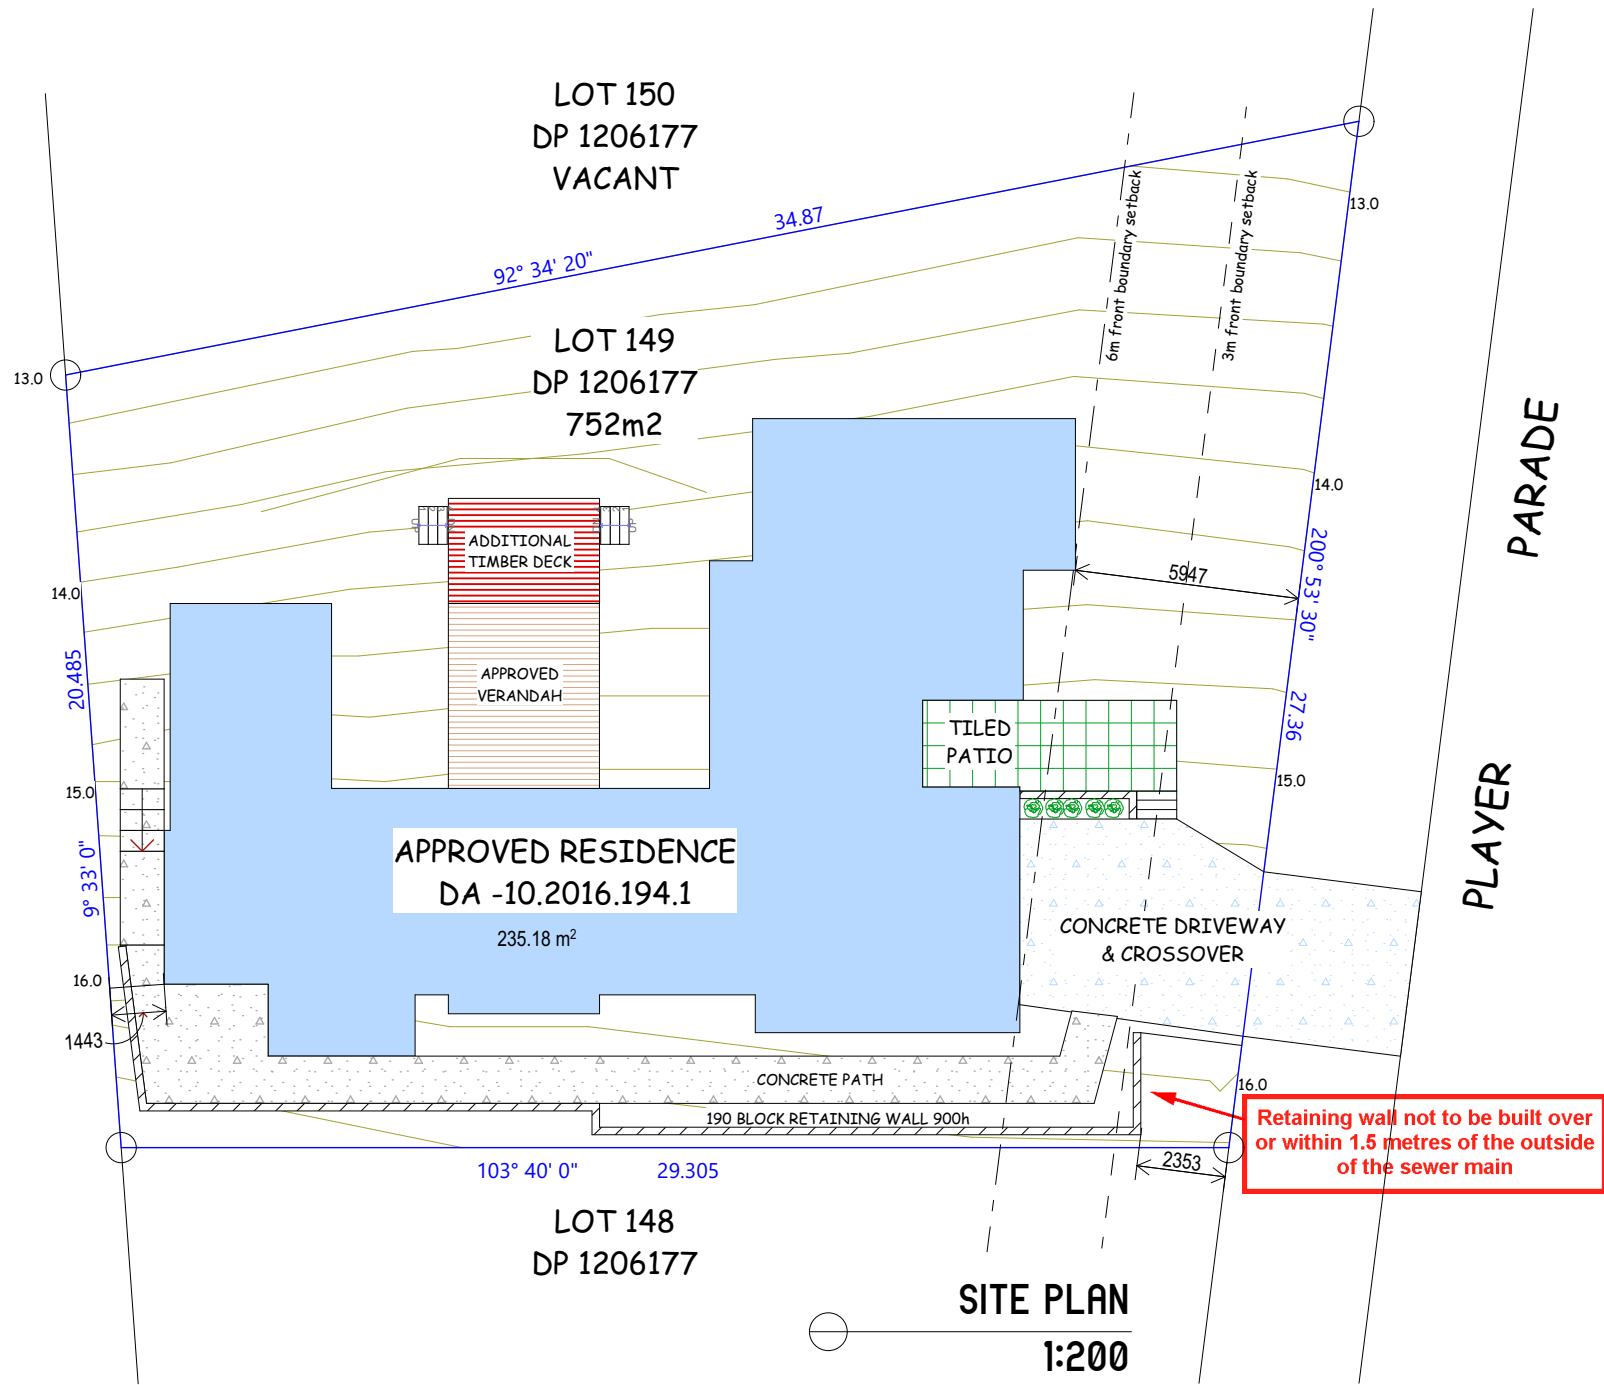 LOT 150
DP 1206177
VACANT
34.87
92° 34' 20"
6m front boundary setback
3m front boundary setback
13.0
13.0
LOT 149
DP 1206177
752m2
PARADE
14.0
ADDITIONAL
TIMBER DECK
5947
200° 53' 30"
14.0
20.485
APPROVED
VERANDAH
27.36
TILED
PATIO
15.0
15.0
PLAYER
9° 33' 0"
APPROVED RESIDENCE
DA -10.2016.194.1
235.18 m²
CONCRETE DRIVEWAY
& CROSSOVER
16.0
1443
CONCRETE PATH
16.0
190 BLOCK RETAINING WALL 900h
Retaining wall not to be built over
or within 1.5 metres of the outside
of the sewer main
2353
103° 40' 0"
29.305
LOT 148
DP 1206177
SITE PLAN
1:200